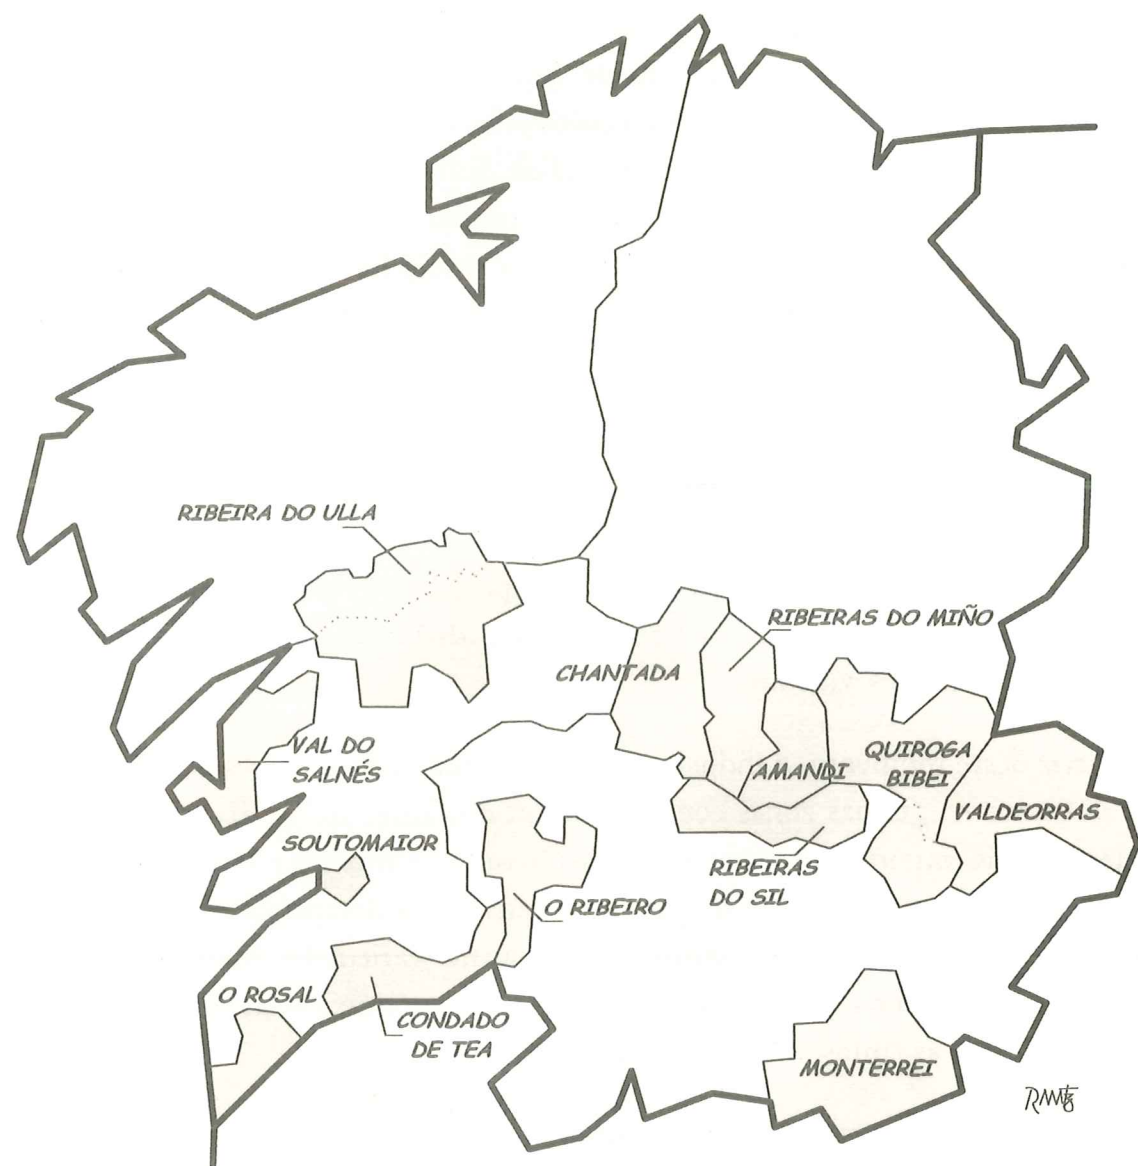 RIBEIRA DO ULLA
RIBEIRAS DO MIÑO
CHANTADA
VAL DO
SALNÉS
QUIROGA
BIBEI
AMANDI
VALDEORRAS
SOUTOMAIOR
RIBEIRAS
DO SIL
O RIBEIRO
O ROSAL
CONDADO
DE TEA
MONTERREI